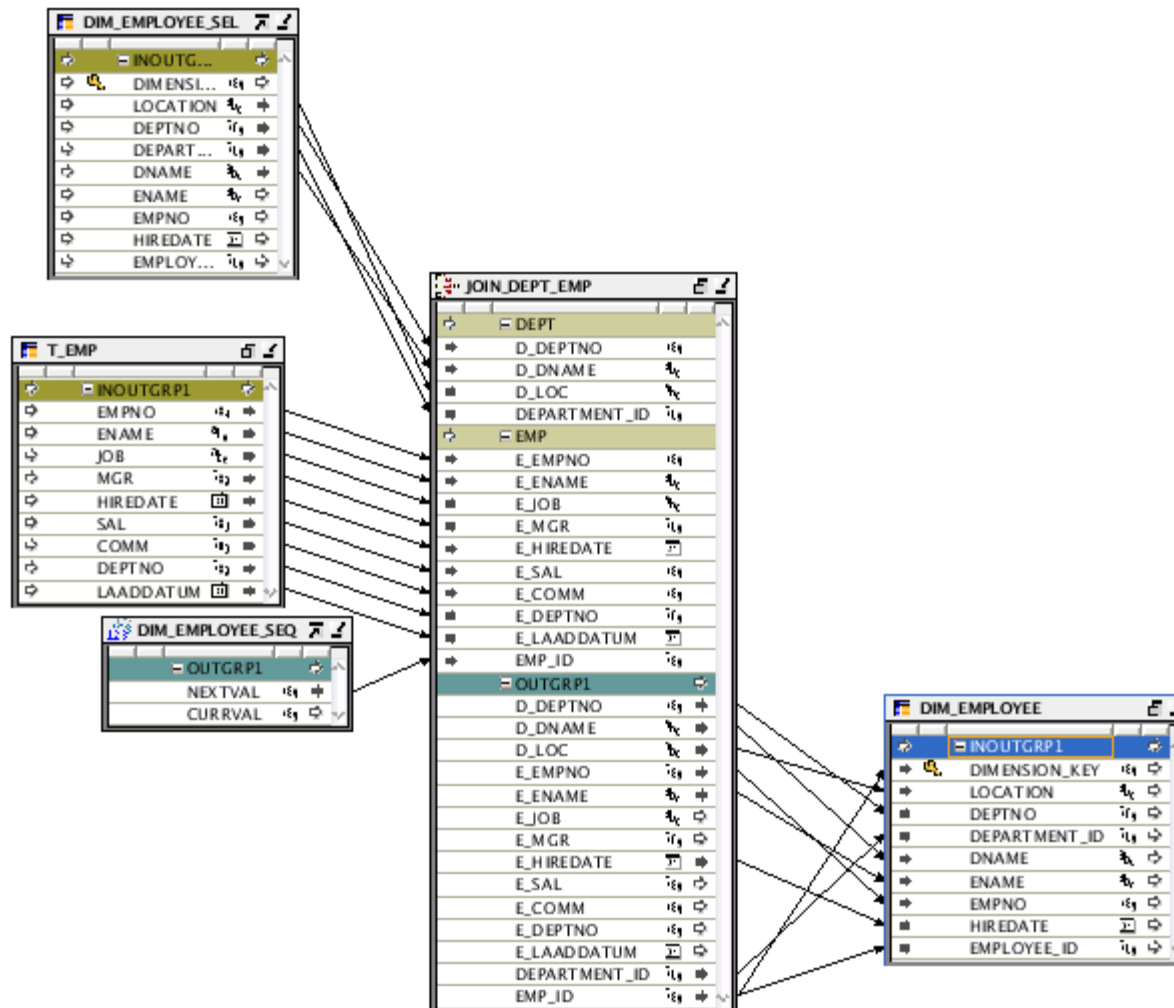 DIM_EMPLOYEE_SEL
INOUTG...
DIMENSI...
LOCATION
DEPTNO
DEPART...
DNAME
ENAME
EMPNO
HIREDATE
EMPLOY...
T_EMP
INOUTGRP1
EMPNO
ENAME
JOB
MGR
HIREDATE
SAL
COMM
DEPTNO
LAADDATUM
DIM_EMPLOYEE_SEQ
OUTGRP1
NEXTVAL
CURRVAL
JOIN_DEPT_EMP
DEPT
D_DEPTNO
D_DNAME
D_LOC
DEPARTMENT_ID
EMP
E_EMPNO
E_ENAME
E_JOB
E_MGR
E_HIREDATE
E_SAL
E_COMM
E_DEPTNO
E_LAADDATUM
EMP_ID
OUTGRP1
D_DEPTNO
D_DNAME
D_LOC
E_EMPNO
E_ENAME
E_JOB
E_MGR
E_HIREDATE
E_SAL
E_COMM
E_DEPTNO
E_LAADDATUM
DEPARTMENT_ID
EMP_ID
DIM_EMPLOYEE
INOUTGRP1
DIMENSION_KEY
LOCATION
DEPTNO
DEPARTMENT_ID
DNAME
ENAME
EMPNO
HIREDATE
EMPLOYEE_ID